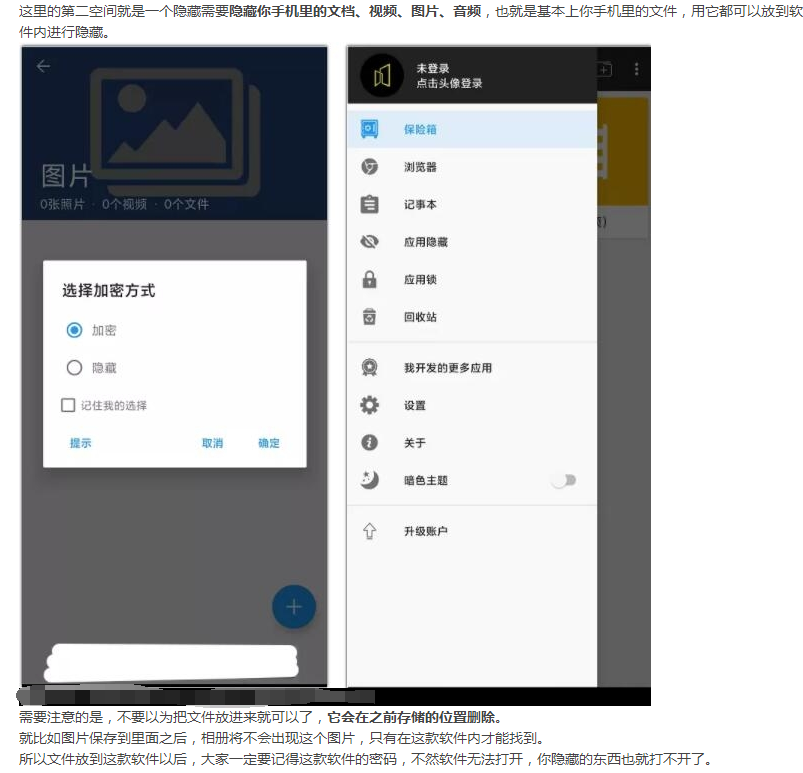 这里的第二空间就是一个隐藏需要隐藏你手机里的文档、视频、图片、音频，也就是基本上你手机里的文件，用它都可以放到软
件内进行隐藏。
图片
0张照片 · 0个视频 · 0个文件
选择加密方式
加密
隐藏
记住我的选择
提示 取消 确定
未登录
点击头像登录
保险箱
浏览器
记事本
应用隐藏
应用锁
回收站
我开发的更多应用
设置
关于
暗色主题
升级账户
需要注意的是，不要以为把文件放进来就可以了，它会在之前存储的位置删除。
就比如图片保存到里面之后，相册将不会出现这个图片，只有在这款软件内才能找到。
所以文件放到这款软件以后，大家一定要记得这款软件的密码，不然软件无法打开，你隐藏的东西也就打不开了。